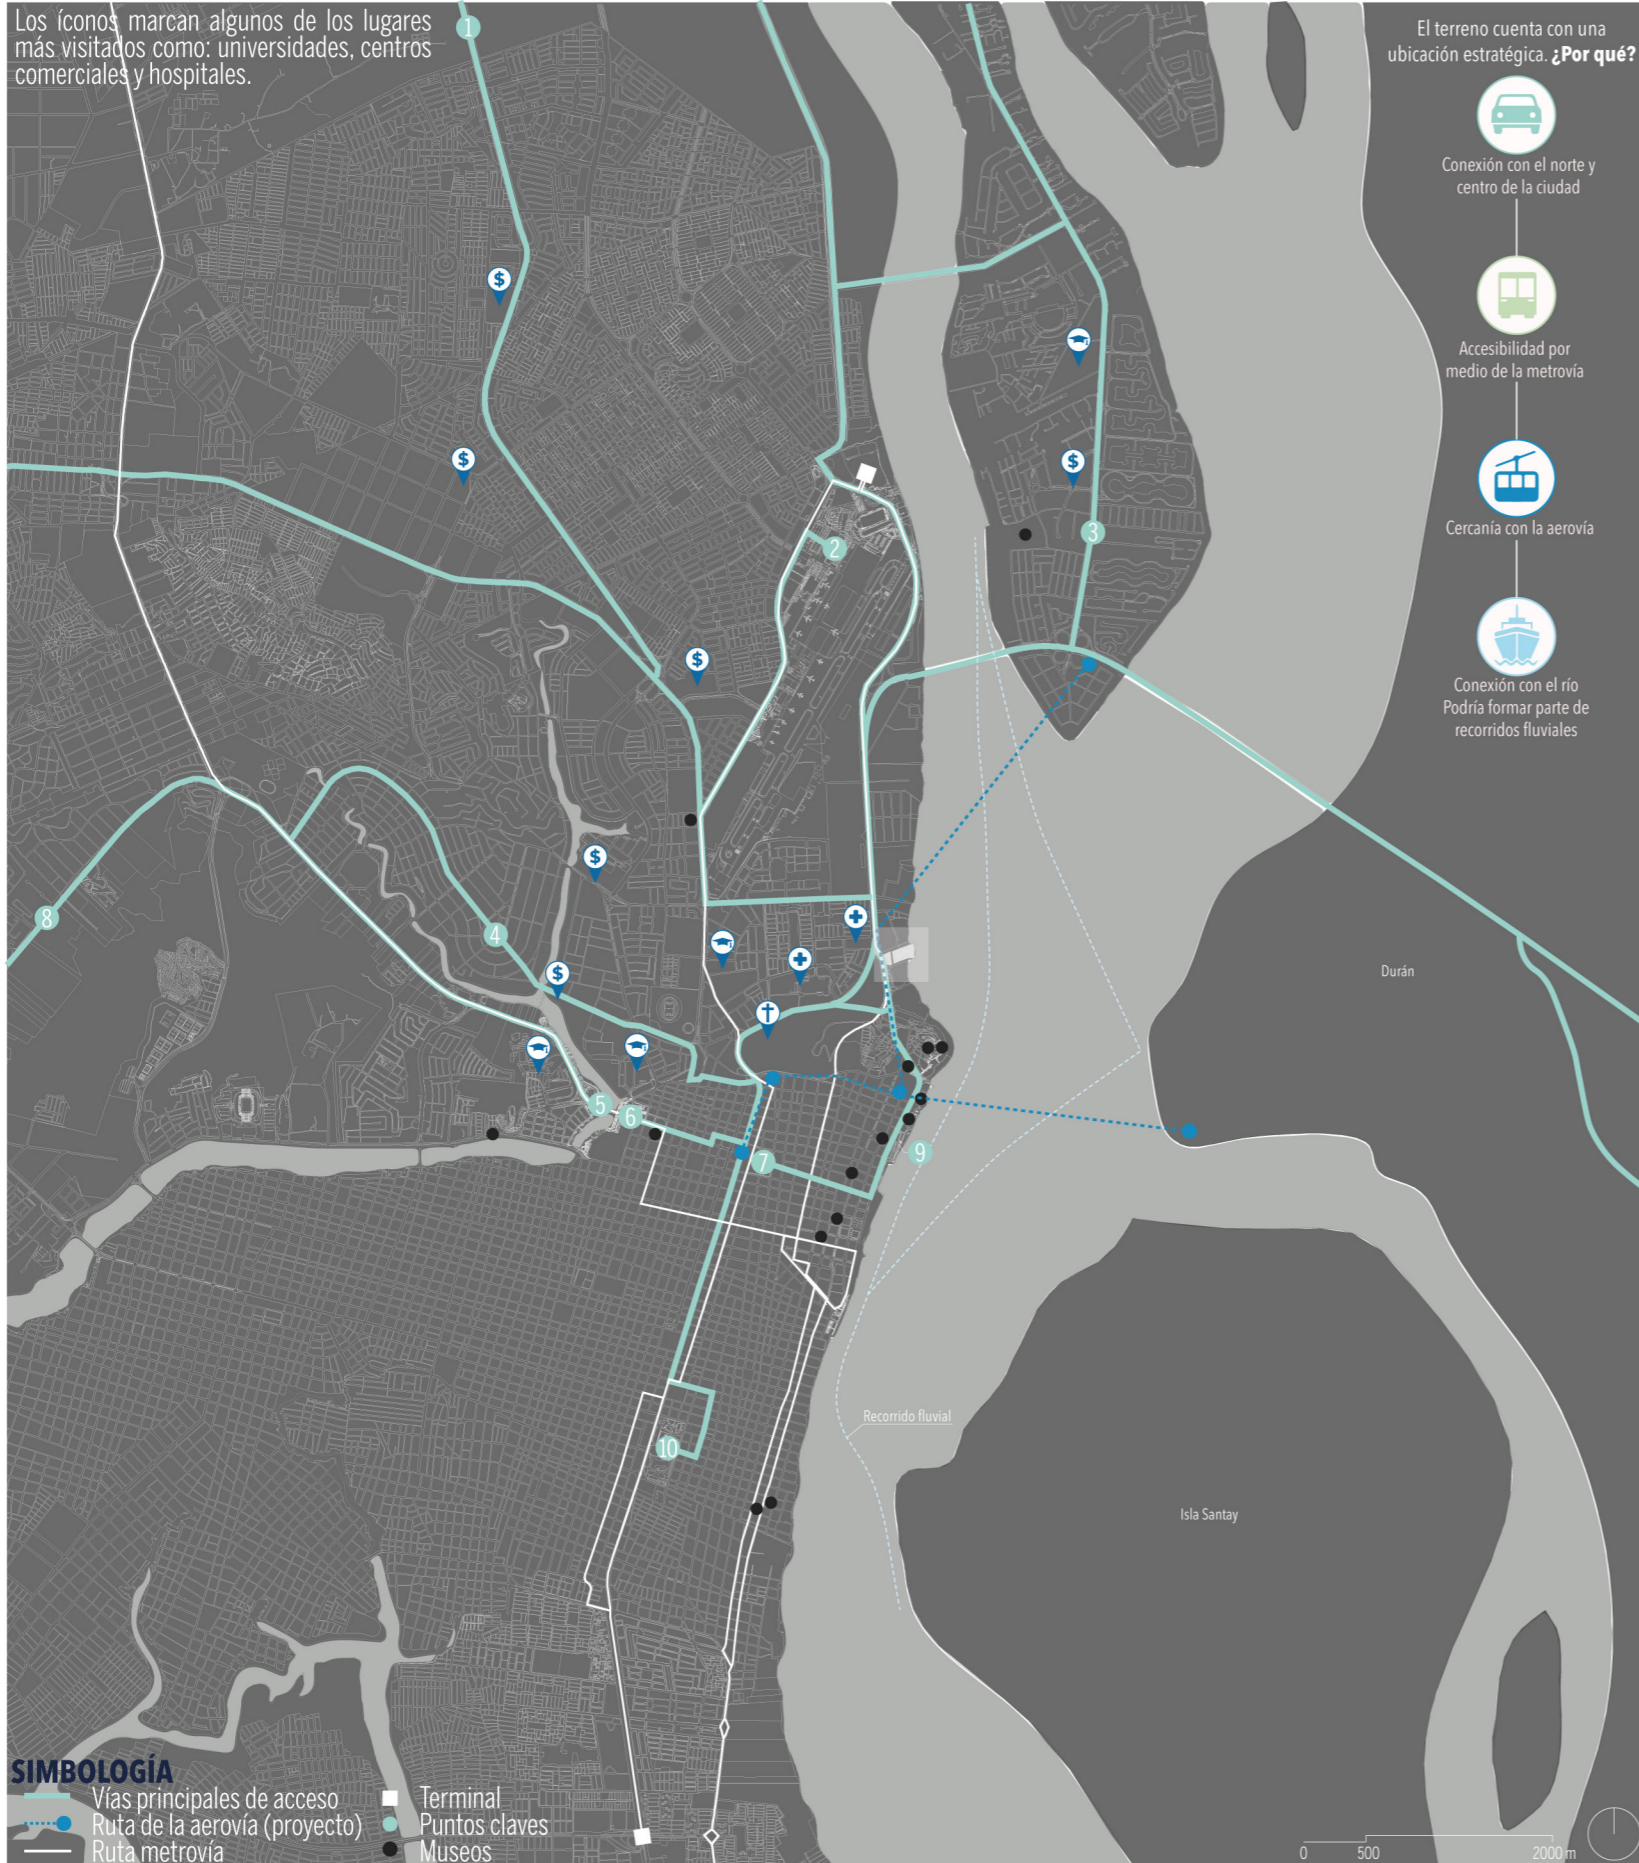 Los íconos marcan algunos de los lugares
más visitados como: universidades, centros
comerciales y hospitales.
El terreno cuenta con una
ubicación estratégica. ¿Por qué?
Conexión con el norte y
centro de la ciudad
Accesibilidad por
medio de la metrovía
Cercanía con la aerovía
Conexión con el río
Podría formar parte de
recorridos fluviales
1
$
$
3
2
$
$
8
4
$
Durán
5
6
7
9
Recorrido fluvial
10
Isla Santay
SIMBOLOGÍA
Vías principales de acceso
Ruta de la aerovía (proyecto)
Ruta metrovía
Terminal
Puntos claves
Museos
0 500 2000 m
$